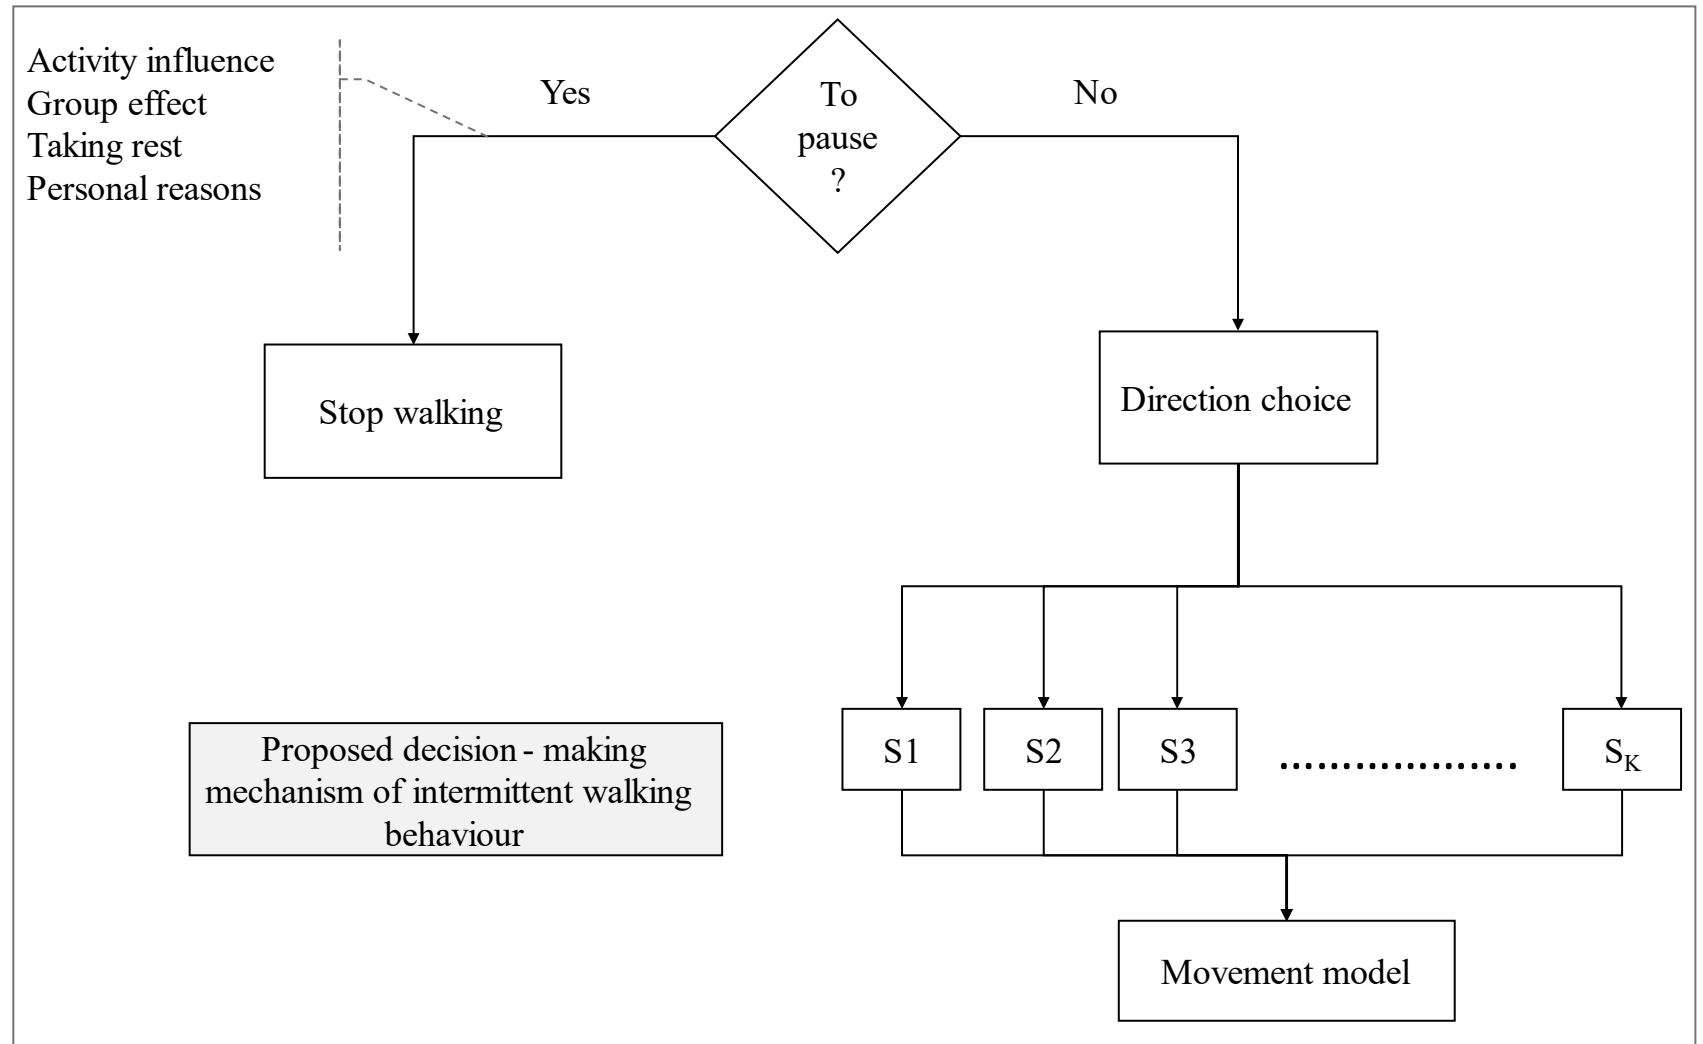 Activity influence
Group effect
Taking rest
Personal reasons
Yes
To
pause
?
No
Stop walking
Direction choice
S1
S2
S3
S_K
Proposed decision - making
mechanism of intermittent walking
behaviour
Movement model